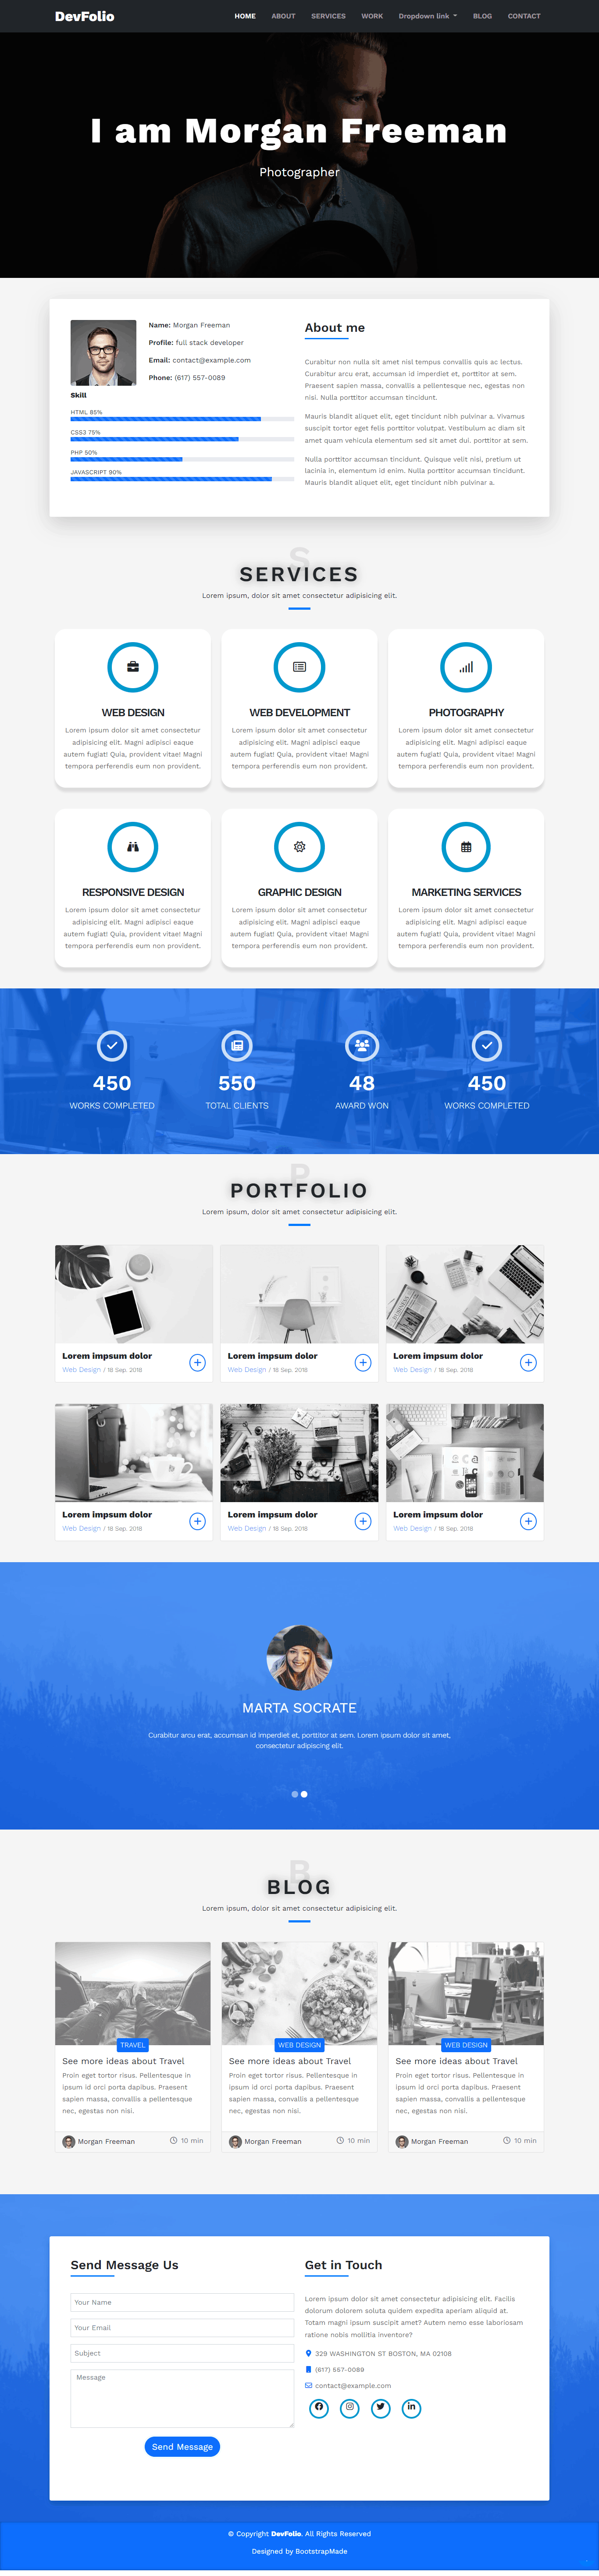 DevFolio
HOME ABOUT SERVICES WORK Dropdown link BLOG CONTACT
I am Morgan Freeman
Photographer
Name: Morgan Freeman
Profile: full stack developer
Email: contact@example.com
Phone: (617) 557-0089
Skill
HTML 85%
CSS3 75%
PHP 50%
JAVASCRIPT 90%
About me
Curabitur non nulla sit amet nisl tempus convallis quis ac lectus.
Curabitur arcu erat, accumsan id imperdiet et, porttitor at sem.
Praesent sapien massa, convallis a pellentesque nec, egestas non
nisi. Nulla porttitor accumsan tincidunt.
Mauris blandit aliquet elit, eget tincidunt nibh pulvinar a. Vivamus
suscipit tortor eget felis porttitor volutpat. Vestibulum ac diam sit
amet quam vehicula elementum sed sit amet dui. porttitor at sem.
Nulla porttitor accumsan tincidunt. Quisque velit nisi, pretium ut
lacinia in, elementum id enim. Nulla porttitor accumsan tincidunt.
Mauris blandit aliquet elit, eget tincidunt nibh pulvinar a.
S
SERVICES
Lorem ipsum, dolor sit amet consectetur adipisicing elit.
WEB DESIGN
Lorem ipsum dolor sit amet consectetur
adipisicing elit. Magni adipisci eaque
autem fugiat! Quia, provident vitae! Magni
tempora perferendis eum non provident.
WEB DEVELOPMENT
Lorem ipsum dolor sit amet consectetur
adipisicing elit. Magni adipisci eaque
autem fugiat! Quia, provident vitae! Magni
tempora perferendis eum non provident.
PHOTOGRAPHY
Lorem ipsum dolor sit amet consectetur
adipisicing elit. Magni adipisci eaque
autem fugiat! Quia, provident vitae! Magni
tempora perferendis eum non provident.
RESPONSIVE DESIGN
Lorem ipsum dolor sit amet consectetur
adipisicing elit. Magni adipisci eaque
autem fugiat! Quia, provident vitae! Magni
tempora perferendis eum non provident.
GRAPHIC DESIGN
Lorem ipsum dolor sit amet consectetur
adipisicing elit. Magni adipisci eaque
autem fugiat! Quia, provident vitae! Magni
tempora perferendis eum non provident.
MARKETING SERVICES
Lorem ipsum dolor sit amet consectetur
adipisicing elit. Magni adipisci eaque
autem fugiat! Quia, provident vitae! Magni
tempora perferendis eum non provident.
450
WORKS COMPLETED
550
TOTAL CLIENTS
48
AWARD WON
450
WORKS COMPLETED
P
PORTFOLIO
Lorem ipsum, dolor sit amet consectetur adipisicing elit.
Lorem impsum dolor
Web Design / 18 Sep. 2018
Lorem impsum dolor
Web Design / 18 Sep. 2018
Lorem impsum dolor
Web Design / 18 Sep. 2018
Lorem impsum dolor
Web Design / 18 Sep. 2018
Lorem impsum dolor
Web Design / 18 Sep. 2018
Lorem impsum dolor
Web Design / 18 Sep. 2018
MARTA SOCRATE
Curabitur arcu erat, accumsan id imperdiet et, porttitor at sem. Lorem ipsum dolor sit amet,
consectetur adipiscing elit.
B
BLOG
Lorem ipsum, dolor sit amet consectetur adipisicing elit.
TRAVEL
See more ideas about Travel
Proin eget tortor risus. Pellentesque in
ipsum id orci porta dapibus. Praesent
sapien massa, convallis a pellentesque
nec, egestas non nisi.
Morgan Freeman 10 min
WEB DESIGN
See more ideas about Travel
Proin eget tortor risus. Pellentesque in
ipsum id orci porta dapibus. Praesent
sapien massa, convallis a pellentesque
nec, egestas non nisi.
Morgan Freeman 10 min
WEB DESIGN
See more ideas about Travel
Proin eget tortor risus. Pellentesque in
ipsum id orci porta dapibus. Praesent
sapien massa, convallis a pellentesque
nec, egestas non nisi.
Morgan Freeman 10 min
Send Message Us
Your Name
Your Email
Subject
Message
Send Message
Get in Touch
Lorem ipsum dolor sit amet consectetur adipisicing elit. Facilis
dolorum dolorem soluta quidem expedita aperiam aliquid at.
Totam magni ipsum suscipit amet? Autem nemo esse laboriosam
ratione nobis mollitia inventore?
329 WASHINGTON ST BOSTON, MA 02108
(617) 557-0089
contact@example.com
© Copyright DevFolio. All Rights Reserved
Designed by BootstrapMade